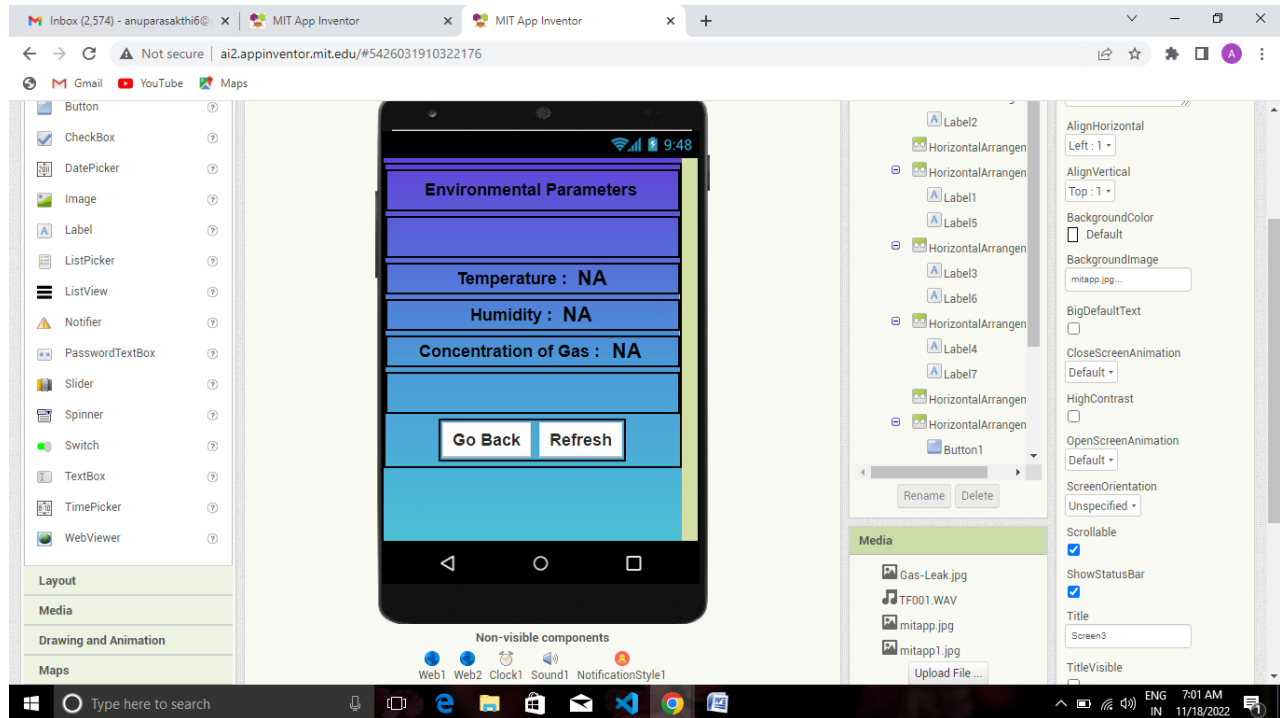 Inbox (2,574) - anuparasakthi6@
MIT App Inventor
MIT App Inventor
Not secure
ai2.appinventor.mit.edu/#5426031910322176
A
Gmail
YouTube
Maps
Button
CheckBox
DatePicker
Image
Label
ListPicker
ListView
Notifier
PasswordTextBox
Slider
Spinner
Switch
TextBox
TimePicker
WebViewer
Layout
Media
Drawing and Animation
Maps
9:48
Environmental Parameters
Temperature : NA
Humidity : NA
Concentration of Gas : NA
Go Back Refresh
Non-visible components
Web1 Web2 Clock1 Sound1 NotificationStyle1
Label2
HorizontalArrangen
HorizontalArrangen
Label1
Label5
HorizontalArrangen
Label3
Label6
HorizontalArrangen
Label4
Label7
HorizontalArrangen
HorizontalArrangen
Button1
Rename Delete
Media
Gas-Leak.jpg
TF001.WAV
mitapp.jpg
mitapp1.jpg
Upload File ...
AlignHorizontal
Left : 1
AlignVertical
Top : 1
BackgroundColor
Default
BackgroundImage
mitapp.jpg...
BigDefaultText
CloseScreenAnimation
Default
HighContrast
OpenScreenAnimation
Default
ScreenOrientation
Unspecified
Scrollable
ShowStatusBar
Title
Screen3
TitleVisible
Type here to search
ENG
IN
7:01 AM
11/18/2022
1